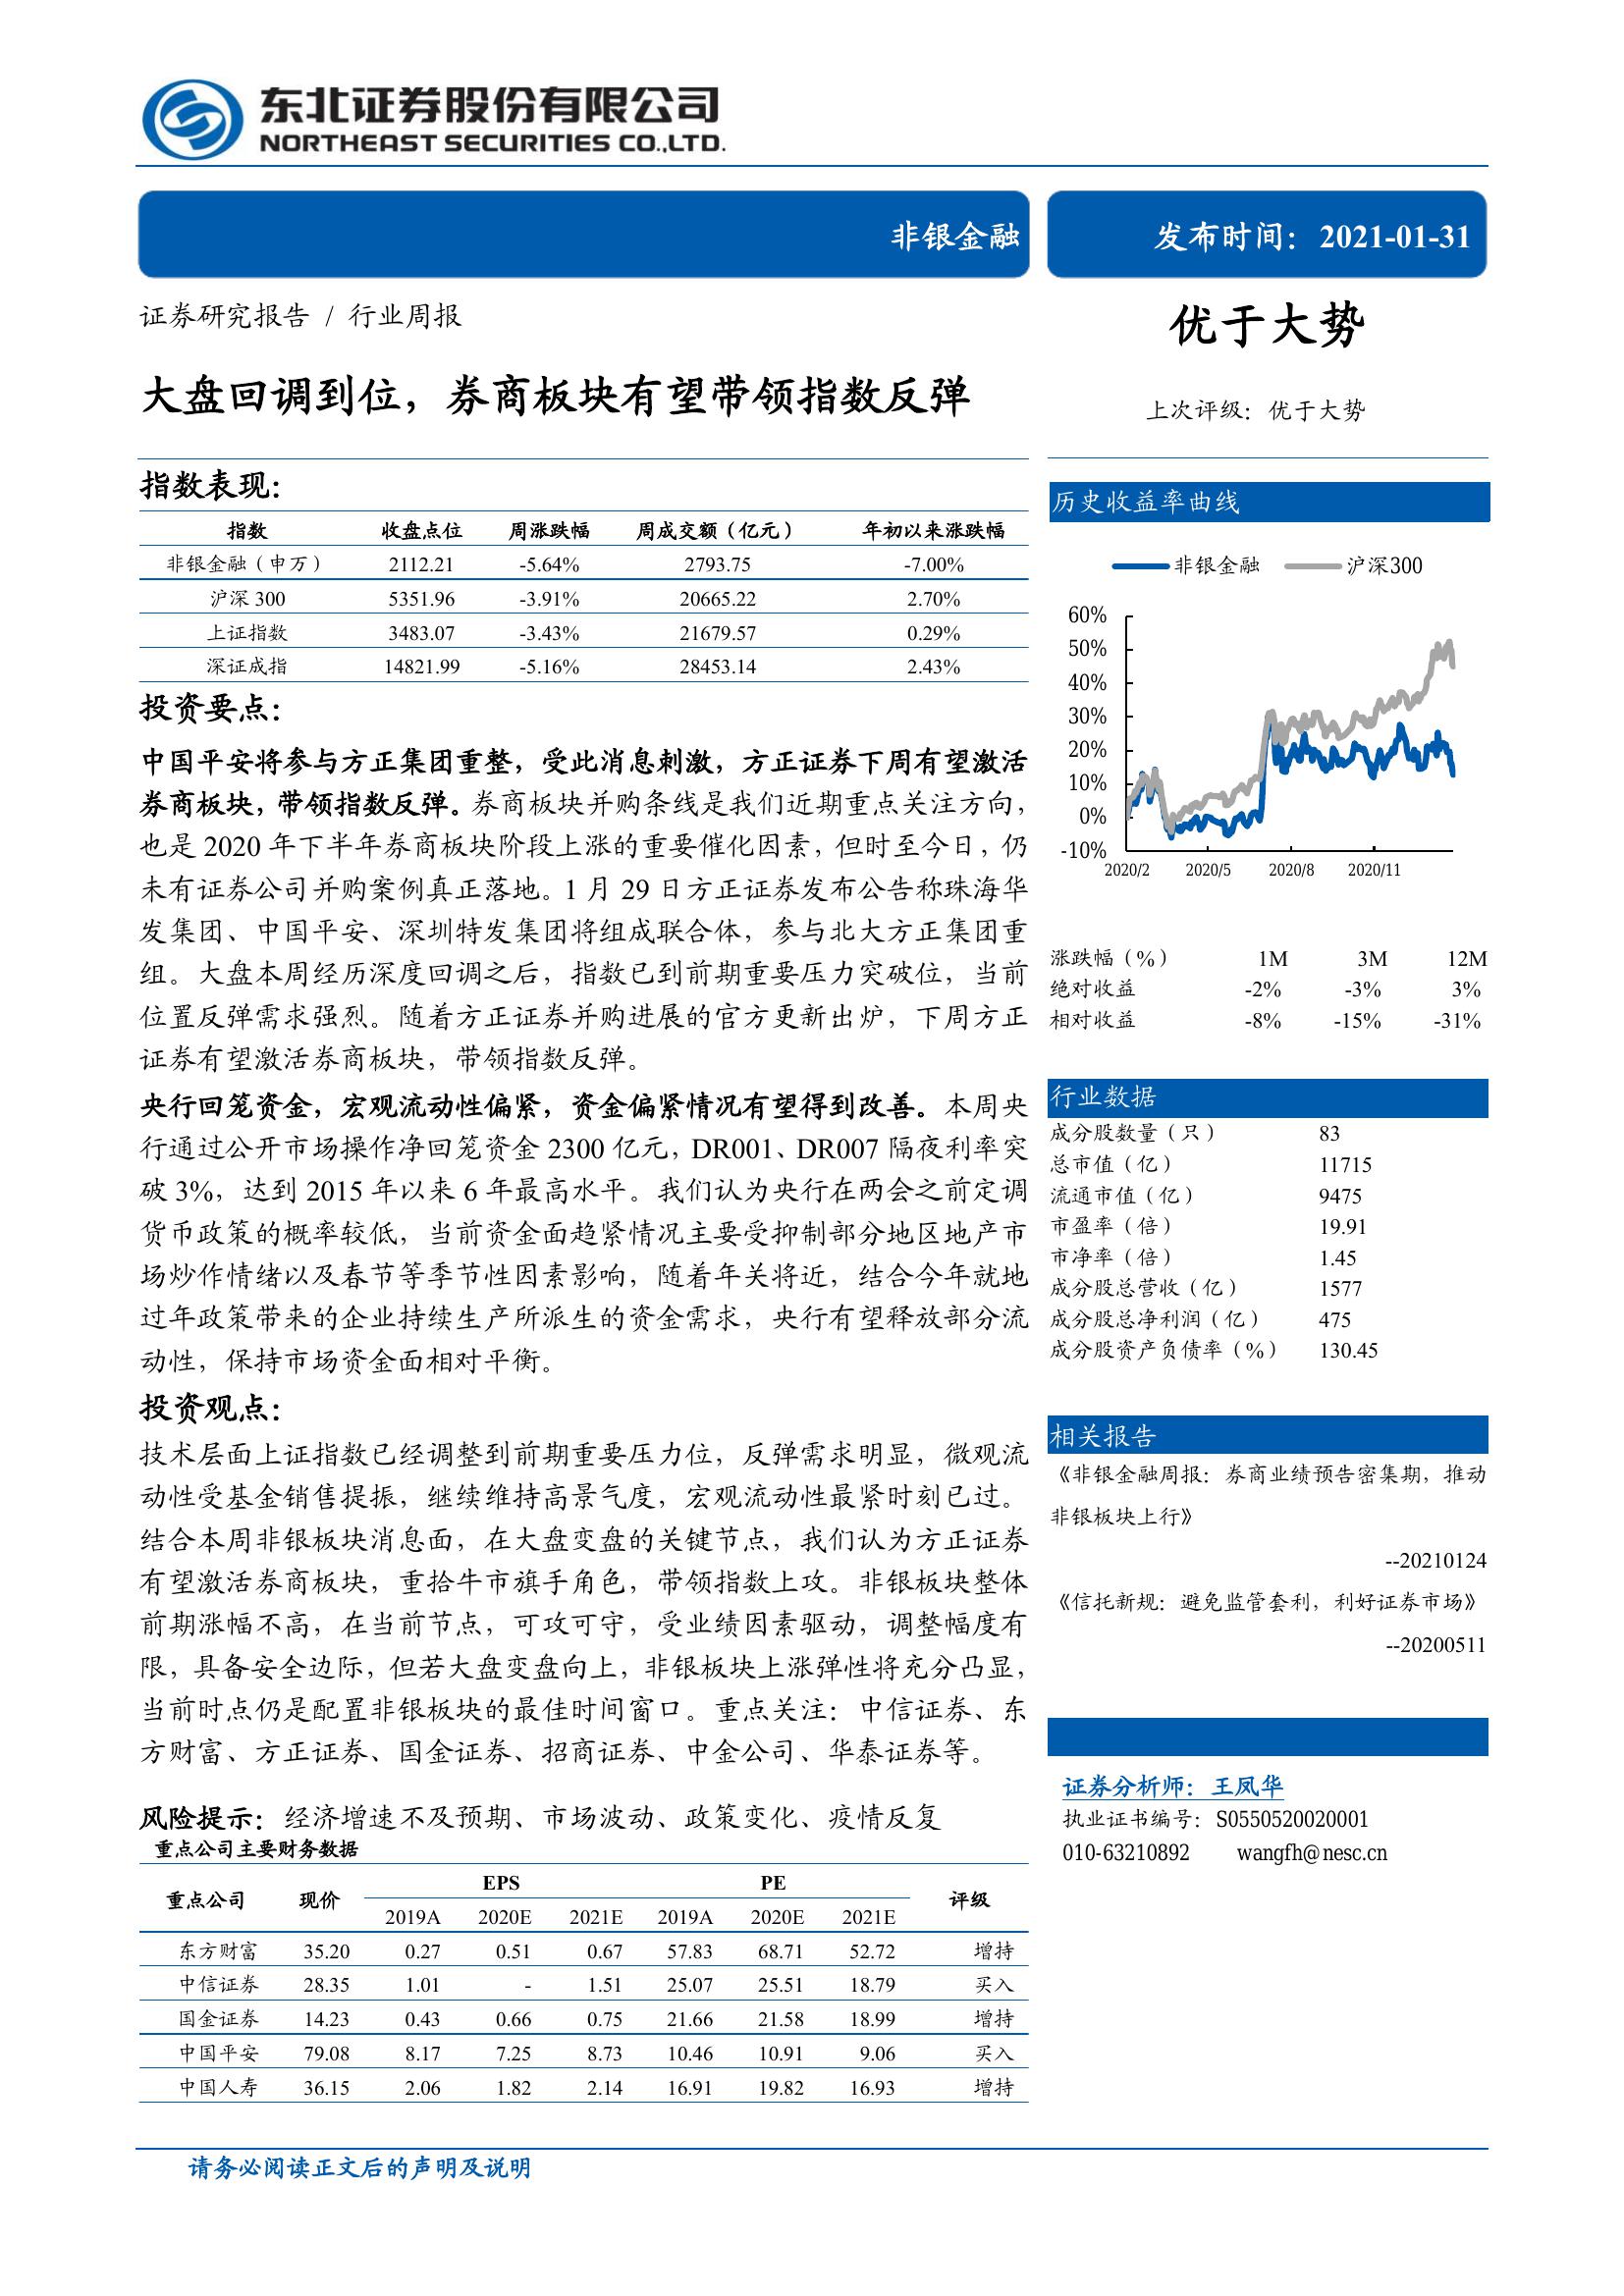 东北证券股份有限公司
NORTHEAST SECURITIES CO.,LTD.
非银金融
发布时间：2021-01-31
证券研究报告 / 行业周报
大盘回调到位，券商板块有望带领指数反弹
指数表现：
指数 收盘点位 周涨跌幅 周成交额（亿元） 年初以来涨跌幅
非银金融（申万） 2112.21 -5.64% 2793.75 -7.00%
沪深 300 5351.96 -3.91% 20665.22 2.70%
上证指数 3483.07 -3.43% 21679.57 0.29%
深证成指 14821.99 -5.16% 28453.14 2.43%
投资要点：
中国平安将参与方正集团重整，受此消息刺激，方正证券下周有望激活
券商板块，带领指数反弹。券商板块并购条线是我们近期重点关注方向，
也是 2020 年下半年券商板块阶段上涨的重要催化因素，但时至今日，仍
未有证券公司并购案例真正落地。1 月 29 日方正证券发布公告称珠海华
发集团、中国平安、深圳特发集团将组成联合体，参与北大方正集团重
组。大盘本周经历深度回调之后，指数已到前期重要压力突破位，当前
位置反弹需求强烈。随着方正证券并购进展的官方更新出炉，下周方正
证券有望激活券商板块，带领指数反弹。
央行回笼资金，宏观流动性偏紧，资金偏紧情况有望得到改善。本周央
行通过公开市场操作净回笼资金 2300 亿元，DR001、DR007 隔夜利率突
破 3%，达到 2015 年以来 6 年最高水平。我们认为央行在两会之前定调
货币政策的概率较低，当前资金面趋紧情况主要受抑制部分地区地产市
场炒作情绪以及春节等季节性因素影响，随着年关将近，结合今年就地
过年政策带来的企业持续生产所派生的资金需求，央行有望释放部分流
动性，保持市场资金面相对平衡。
投资观点：
技术层面上证指数已经调整到前期重要压力位，反弹需求明显，微观流
动性受基金销售提振，继续维持高景气度，宏观流动性最紧时刻已过。
结合本周非银板块消息面，在大盘变盘的关键节点，我们认为方正证券
有望激活券商板块，重拾牛市旗手角色，带领指数上攻。非银板块整体
前期涨幅不高，在当前节点，可攻可守，受业绩因素驱动，调整幅度有
限，具备安全边际，但若大盘变盘向上，非银板块上涨弹性将充分凸显，
当前时点仍是配置非银板块的最佳时间窗口。重点关注：中信证券、东
方财富、方正证券、国金证券、招商证券、中金公司、华泰证券等。
风险提示：经济增速不及预期、市场波动、政策变化、疫情反复
重点公司主要财务数据
重点公司 现价 EPS PE 评级
2019A 2020E 2021E 2019A 2020E 2021E
东方财富 35.20 0.27 0.51 0.67 57.83 68.71 52.72 增持
中信证券 28.35 1.01 - 1.51 25.07 25.51 18.79 买入
国金证券 14.23 0.43 0.66 0.75 21.66 21.58 18.99 增持
中国平安 79.08 8.17 7.25 8.73 10.46 10.91 9.06 买入
中国人寿 36.15 2.06 1.82 2.14 16.91 19.82 16.93 增持
优于大势
上次评级：优于大势
历史收益率曲线
非银金融 沪深300
60%
50%
40%
30%
20%
10%
0%
-10%
2020/2 2020/5 2020/8 2020/11
涨跌幅（%） 1M 3M 12M
绝对收益 -2% -3% 3%
相对收益 -8% -15% -31%
行业数据
成分股数量（只） 83
总市值（亿） 11715
流通市值（亿） 9475
市盈率（倍） 19.91
市净率（倍） 1.45
成分股总营收（亿） 1577
成分股总净利润（亿） 475
成分股资产负债率（%） 130.45
相关报告
《非银金融周报：券商业绩预告密集期，推动
非银板块上行》
--20210124
《信托新规：避免监管套利，利好证券市场》
--20200511
证券分析师：王凤华
执业证书编号：S0550520020001
010-63210892 wangfh@nesc.cn
请务必阅读正文后的声明及说明